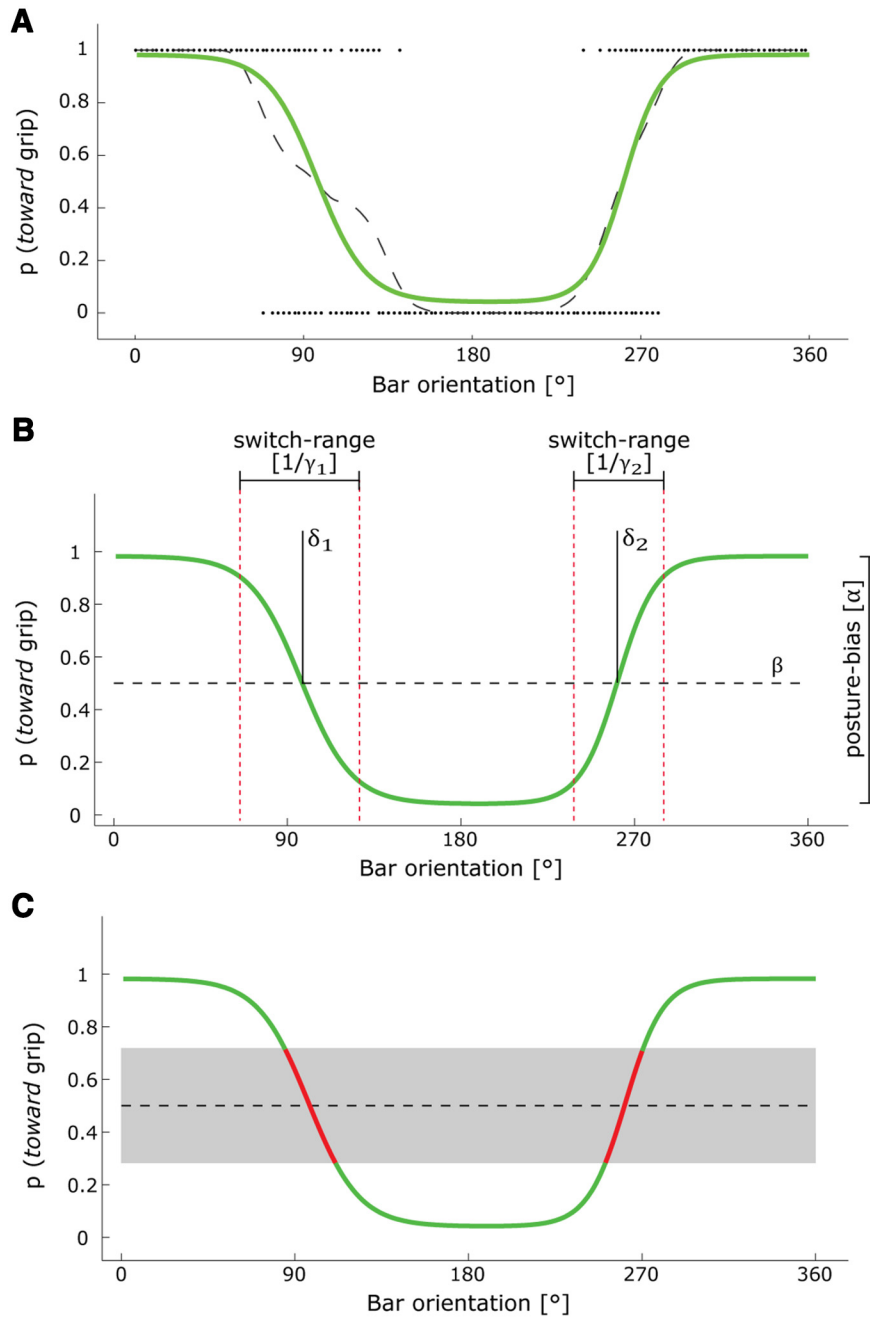 A
1
0.8
0.6
0.4
0.2
0
p (toward grip)
0 90 180 270 360
Bar orientation [°]
B
switch-range
[1/γ1]
switch-range
[1/γ2]
δ1
δ2
1
0.8
0.6
0.4
0.2
0
β
p (toward grip)
posture-bias [α]
0 90 180 270 360
Bar orientation [°]
C
1
0.8
0.6
0.4
0.2
0
p (toward grip)
0 90 180 270 360
Bar orientation [°]